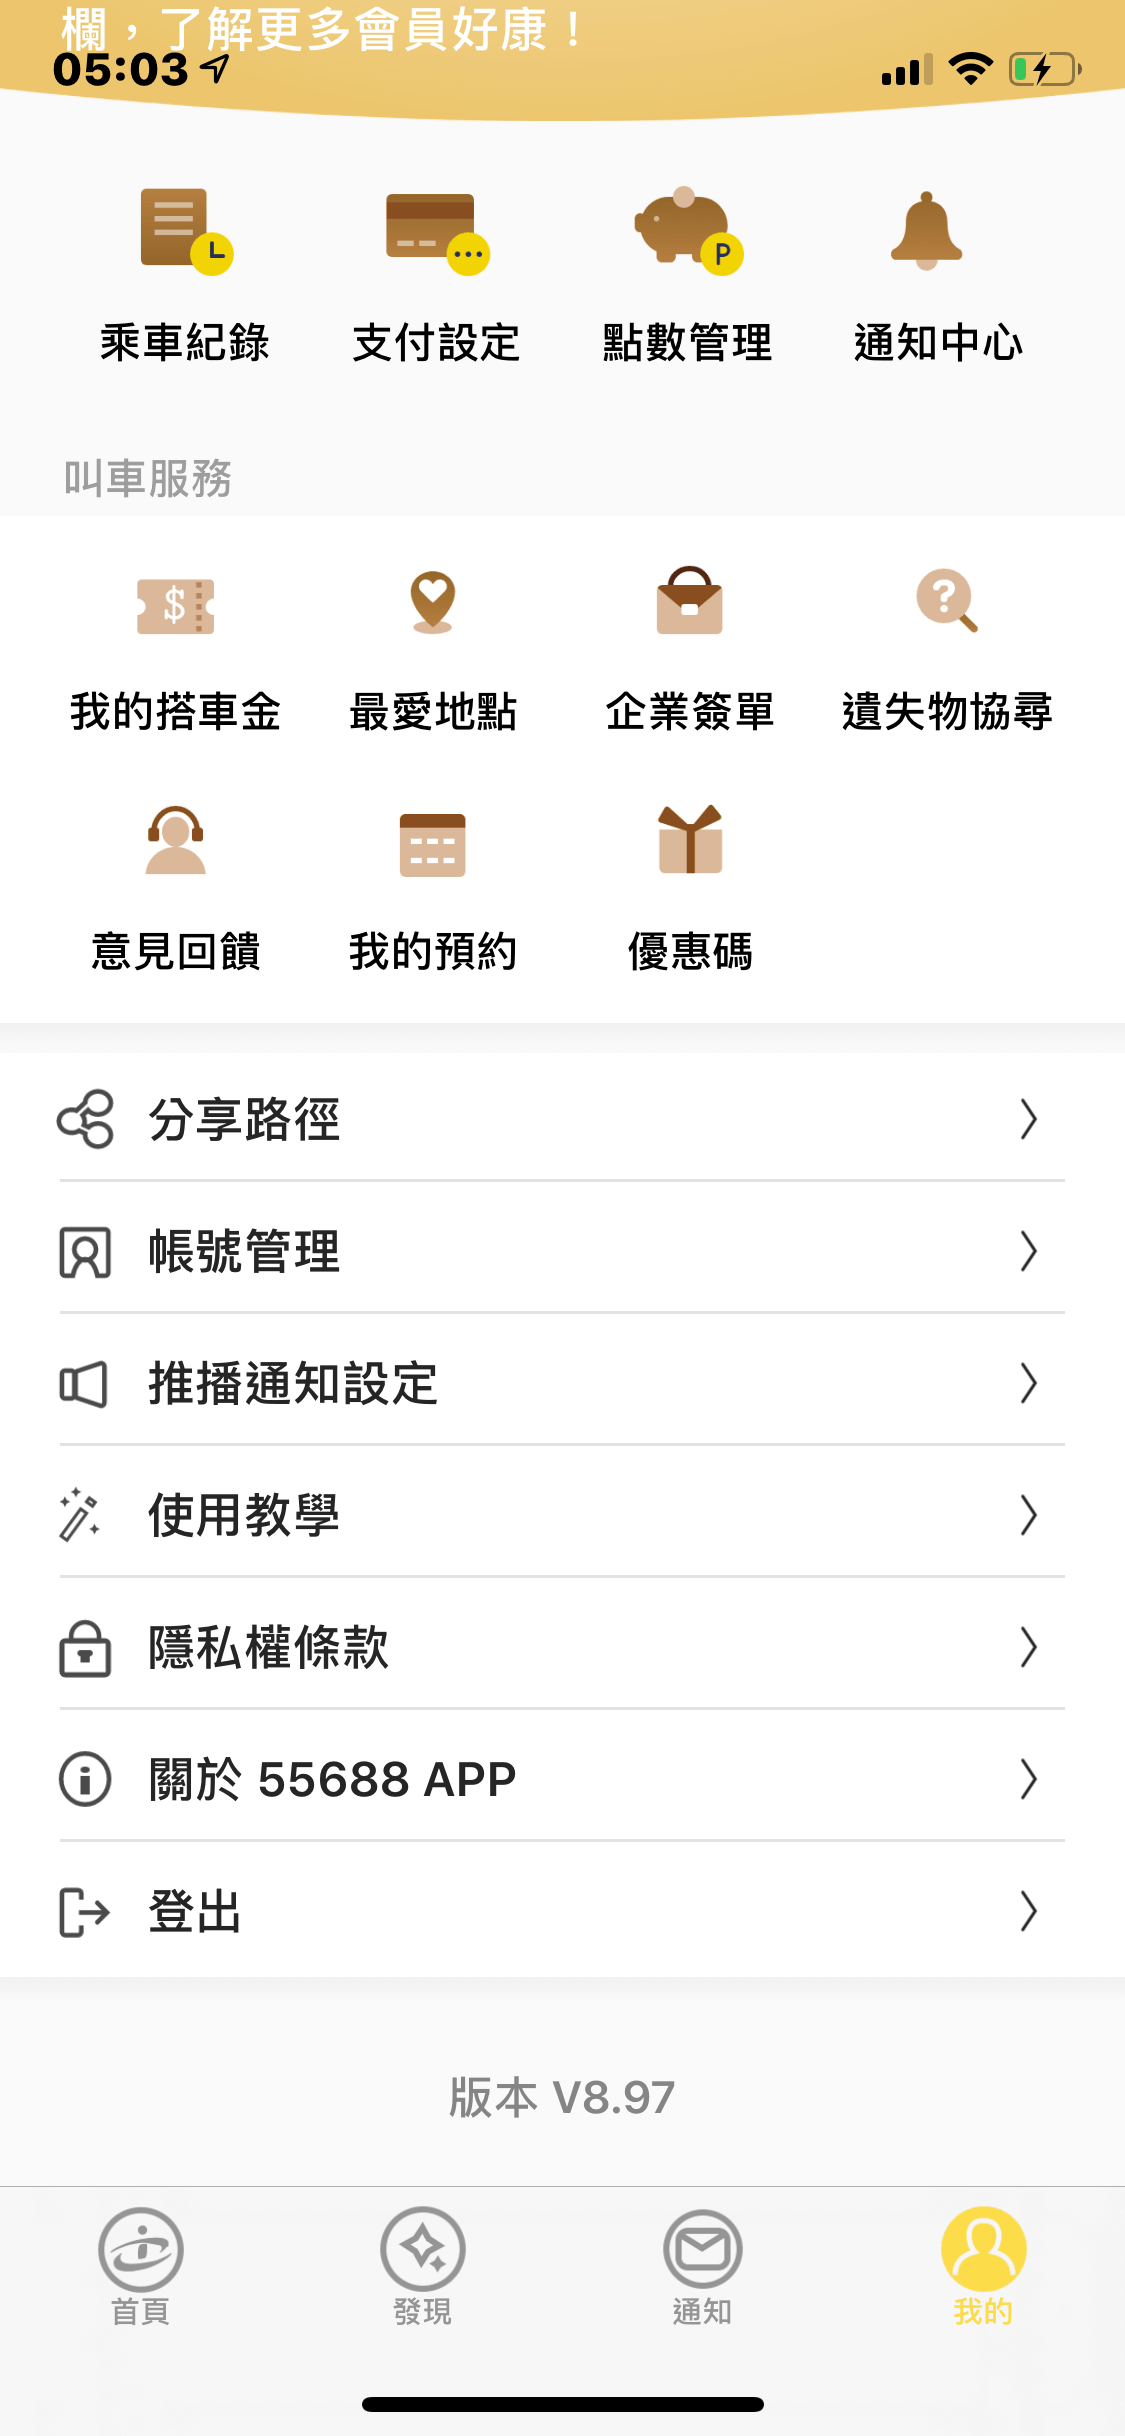 欄，了解更多會員好康！
05:03
乘車紀錄 支付設定 點數管理 通知中心
叫車服務
我的搭車金 最愛地點 企業簽單 遺失物協尋
意見回饋 我的預約 優惠碼
分享路徑
帳號管理
推播通知設定
使用教學
隱私權條款
關於 55688 APP
登出
版本 V8.97
首頁 發現 通知 我的